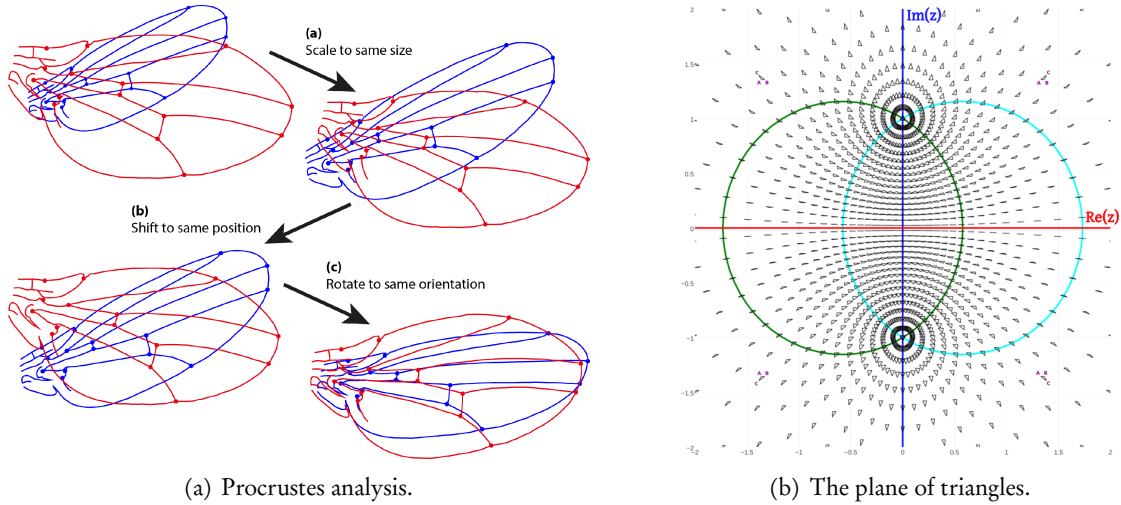 (a)
Scale to same size
(b)
Shift to same position
(c)
Rotate to same orientation
(a) Procrustes analysis.
Im(z)
2
1.5
1
0.5
0
−0.5
−1
−1.5
−2
Re(z)
C
A B
C
A B
A B
C
A B
C
−2
−1.5
−1
−0.5
0
0.5
1
1.5
2
(b) The plane of triangles.